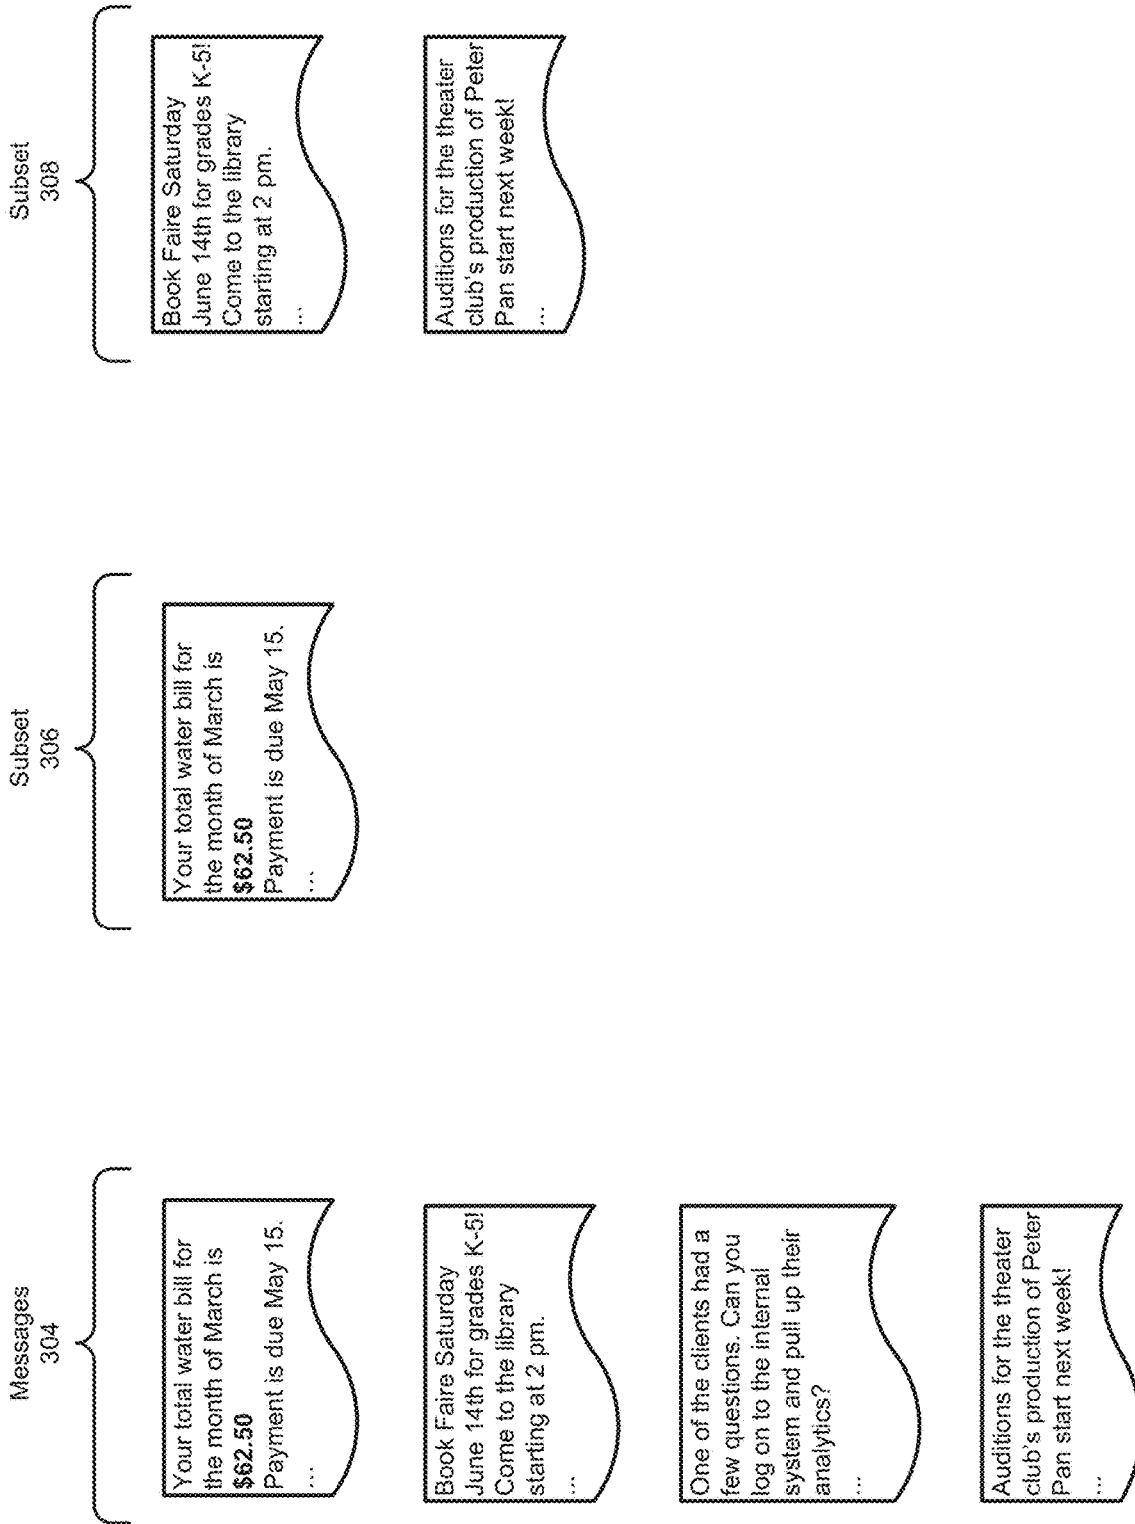 Messages
304
Your total water bill for
the month of March is
$62.50
Payment is due May 15.
...
Book Faire Saturday
June 14th for grades K-5!
Come to the library
starting at 2 pm.
...
One of the clients had a
few questions. Can you
log on to the internal
system and pull up their
analytics?
...
Auditions for the theater
club's production of Peter
Pan start next week!
...
Subset
306
Your total water bill for
the month of March is
$62.50
Payment is due May 15.
...
Subset
308
Book Faire Saturday
June 14th for grades K-5!
Come to the library
starting at 2 pm.
...
Auditions for the theater
club's production of Peter
Pan start next week!
...